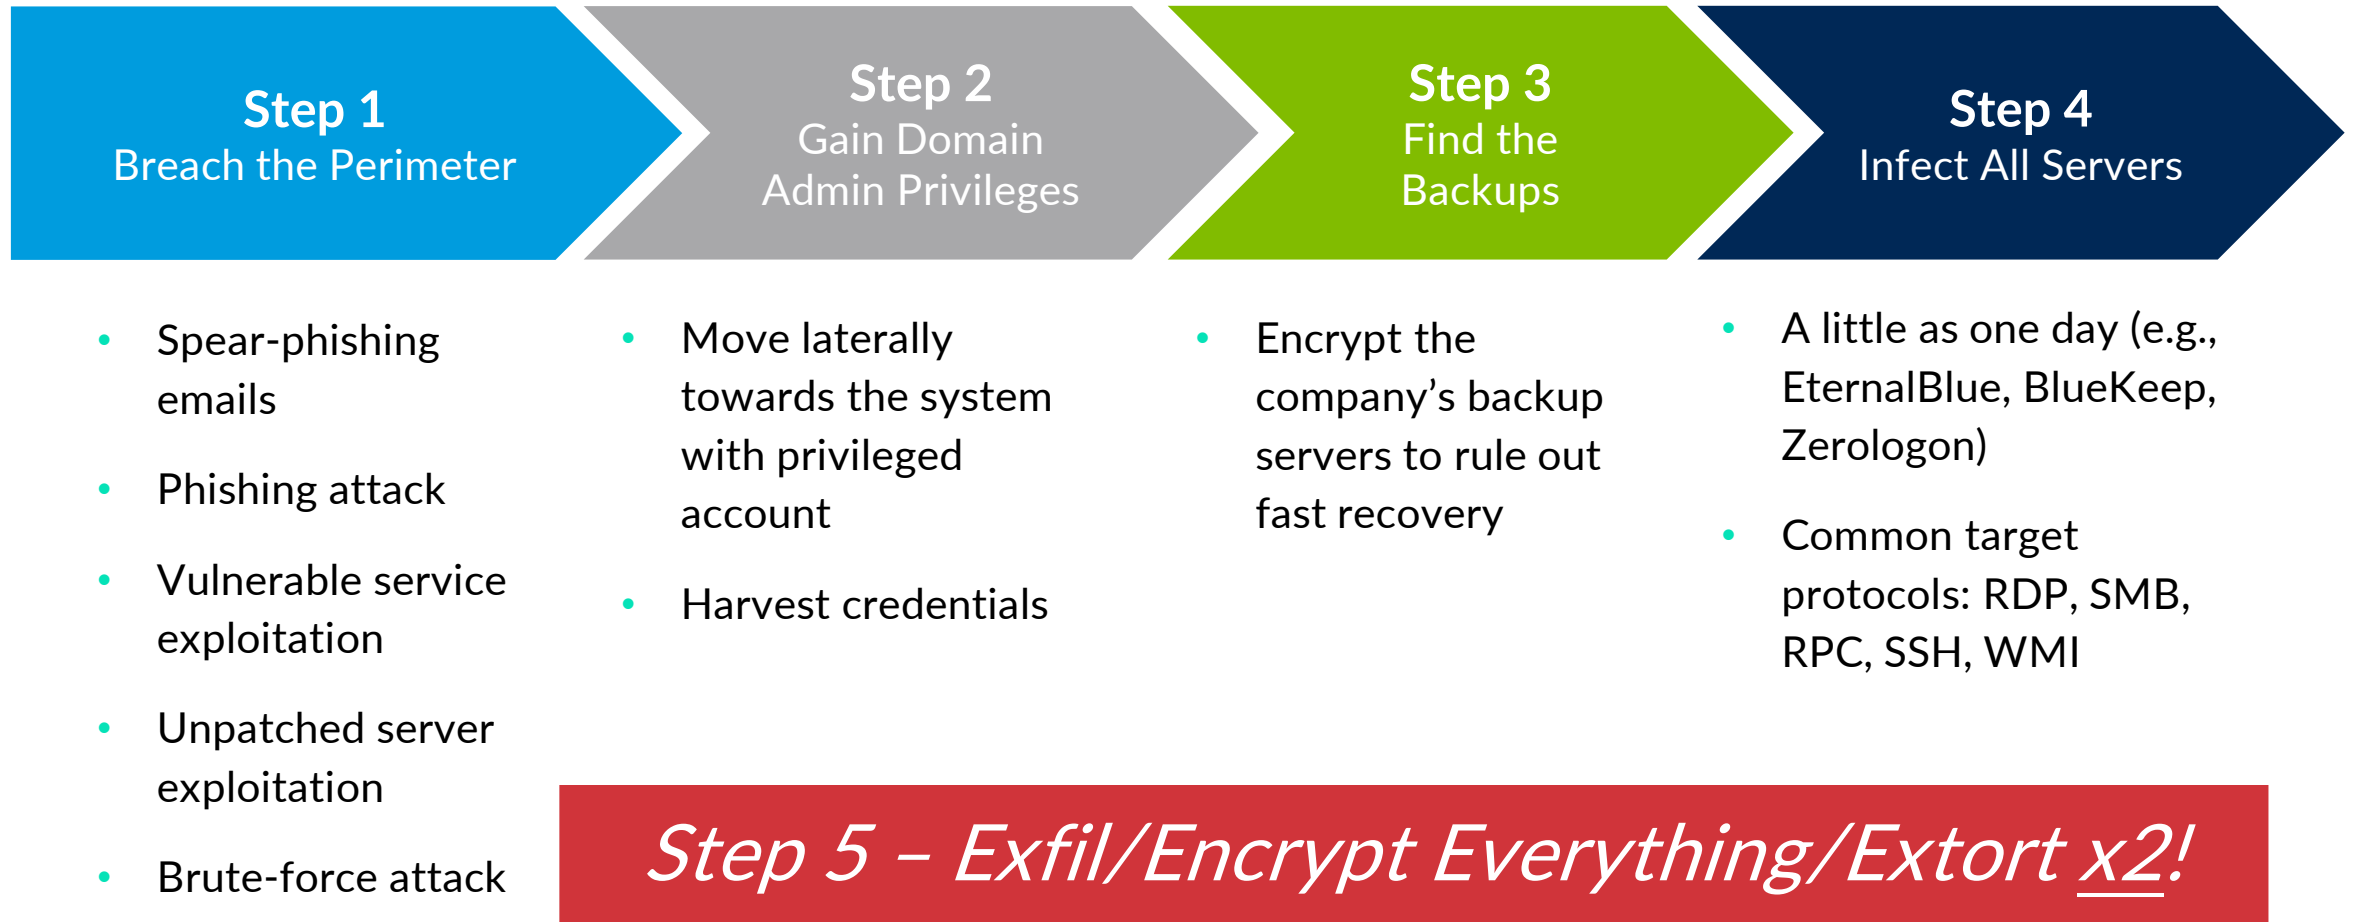 Step 1
Breach the Perimeter
Step 2
Gain Domain
Admin Privileges
Step 3
Find the
Backups
Step 4
Infect All Servers
• Spear-phishing
emails
• Phishing attack
• Vulnerable service
exploitation
• Unpatched server
exploitation
• Brute-force attack
• Move laterally
towards the system
with privileged
account
• Harvest credentials
• Encrypt the
company’s backup
servers to rule out
fast recovery
• A little as one day (e.g.,
EternalBlue, BlueKeep,
Zerologon)
• Common target
protocols: RDP, SMB,
RPC, SSH, WMI
Step 5 – Exfil/Encrypt Everything/Extort x2!